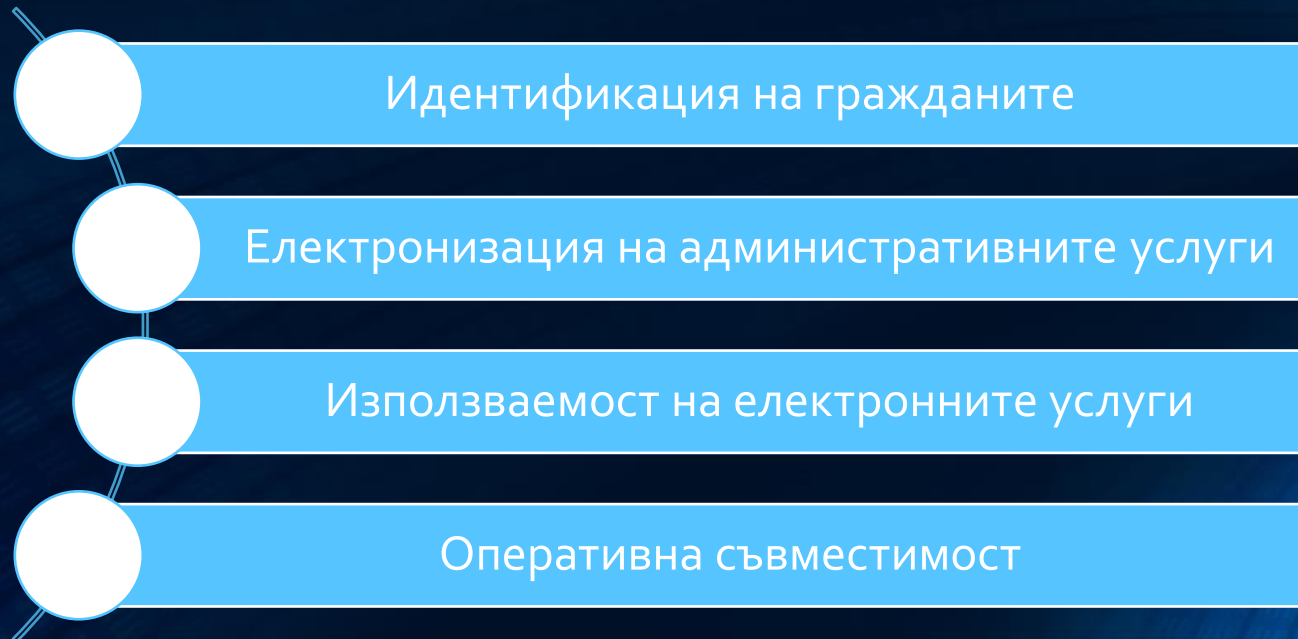 Идентификация на гражданите
Електронизация на административните услуги
Използваемост на електронните услуги
Оперативна съвместимост